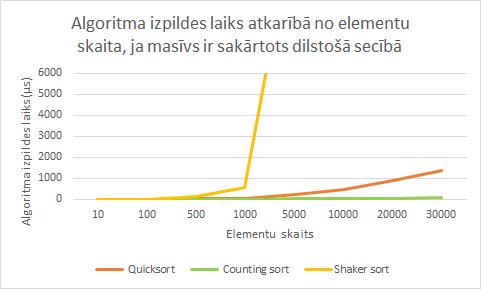 Algoritma izpildes laiks atkarībā no elementu
skaita, ja masīvs ir sakārtots dilstošā secībā
Algoritma izpildes laiks(µs)
6000
5000
4000
3000
2000
1000
0
10 100 500 1000 5000 10000 20000 30000
Elementu skaits
Quicksort Counting sort Shaker sort